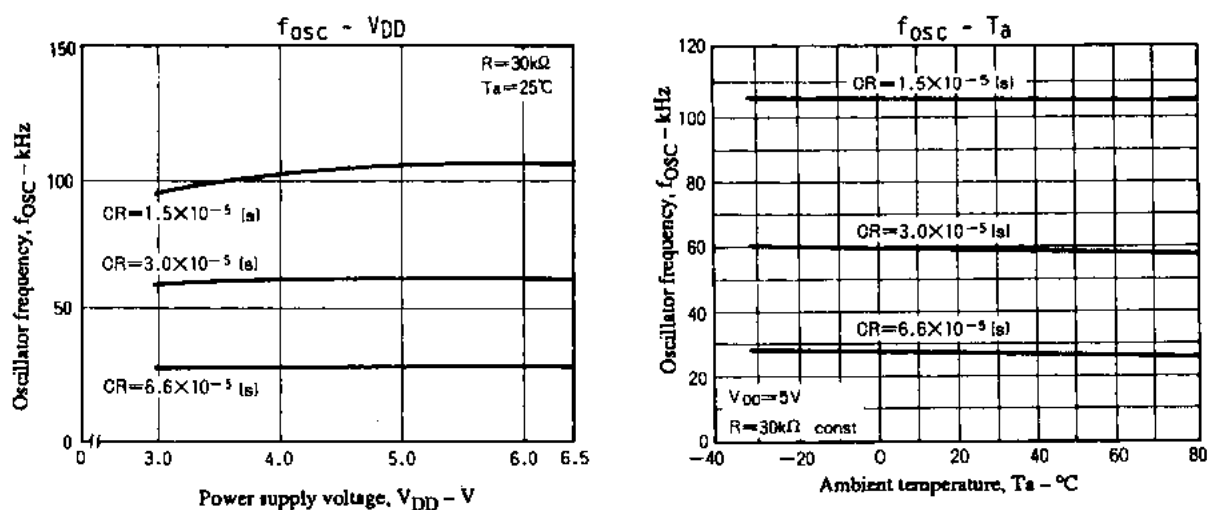 fosc - VDD
150
100
50
0
R=30kΩ
Ta=25℃
CR=1.5×10⁻⁵ (s)
CR=3.0×10⁻⁵ (s)
CR=6.6×10⁻⁵ (s)
0
3.0
4.0
5.0
6.0
6.5
Oscillator frequency, fOSC – kHz
Power supply voltage, VDD – V
fosc - Ta
120
100
80
60
40
20
0
CR=1.5×10⁻⁵ (s)
CR=3.0×10⁻⁵ (s)
CR=6.6×10⁻⁵ (s)
VDD=5V
R=30kΩ const
−40
−20
0
20
40
60
80
Oscillator frequency, fOSC – kHz
Ambient temperature, Ta – °C